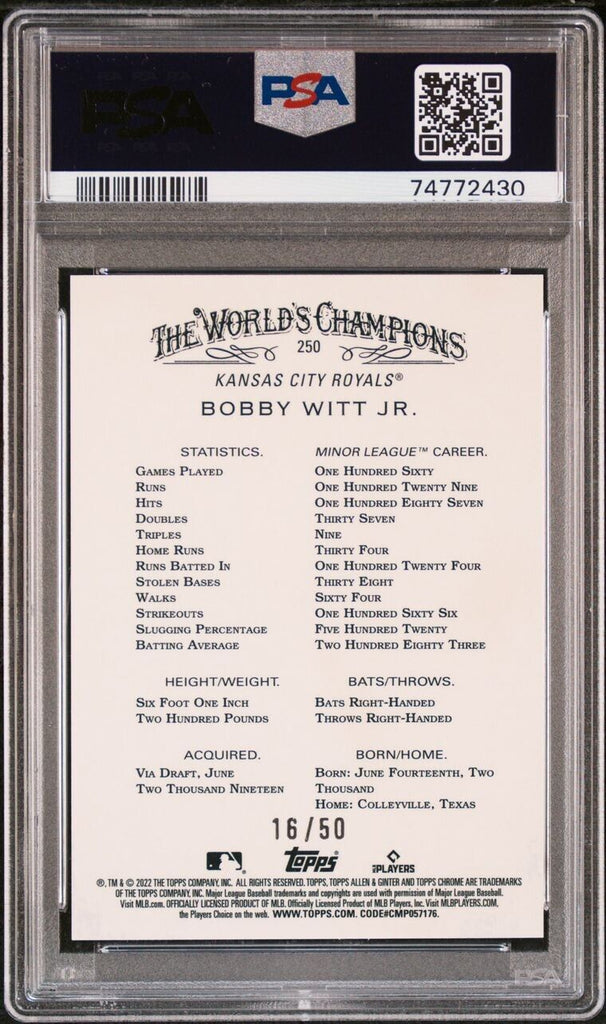 PSA PSA PSA
PSA
PSA
PSA PSA PSA
74772430
THE WORLD'S CHAMPIONS
250
KANSAS CITY ROYALS®
BOBBY WITT JR.
STATISTICS. MINOR LEAGUE™ CAREER.
GAMES PLAYED ONE HUNDRED SIXTY
RUNS ONE HUNDRED TWENTY NINE
HITS ONE HUNDRED EIGHTY SEVEN
DOUBLES THIRTY SEVEN
TRIPLES NINE
HOME RUNS THIRTY FOUR
RUNS BATTED IN ONE HUNDRED TWENTY FOUR
STOLEN BASES THIRTY EIGHT
WALKS SIXTY FOUR
STRIKEOUTS ONE HUNDRED SIXTY SIX
SLUGGING PERCENTAGE FIVE HUNDRED TWENTY
BATTING AVERAGE TWO HUNDRED EIGHTY THREE
HEIGHT/WEIGHT. BATS/THROWS.
SIX FOOT ONE INCH BATS RIGHT-HANDED
TWO HUNDRED POUNDS THROWS RIGHT-HANDED
ACQUIRED. BORN/HOME.
VIA DRAFT, JUNE BORN: JUNE FOURTEENTH, TWO
TWO THOUSAND NINETEEN THOUSAND
HOME: COLLEYVILLE, TEXAS
16/50
topps PLAYERS
®, TM & © 2022 THE TOPPS COMPANY, INC. ALL RIGHTS RESERVED. TOPPS, TOPPS ALLEN & GINTER AND TOPPS CHROME ARE TRADEMARKS
OF THE TOPPS COMPANY, INC. Major League Baseball trademarks and copyrights are used with permission of Major League Baseball.
Visit MLB.com. OFFICIALLY LICENSED PRODUCT OF MLB. Officially Licensed Product of MLB Players, Inc. Visit MLBPLAYERS.COM,
the Players Choice on the web. WWW.TOPPS.COM. CODE#CMP057176.
PSA